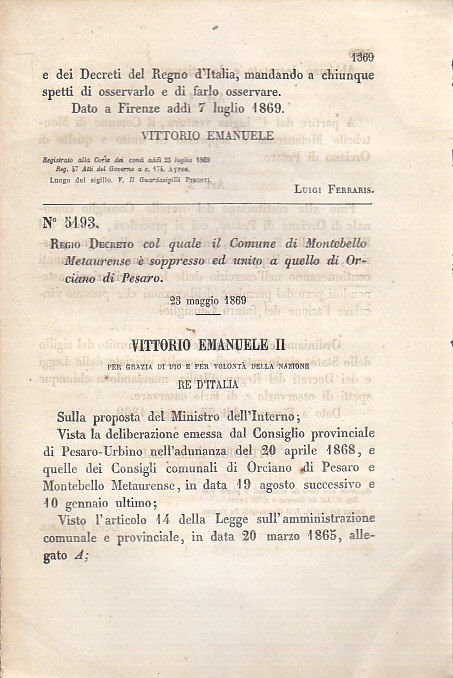 1369
e dei Decreti del Regno d'Italia, mandando a chiunque
spetti di osservarlo e di farlo osservare.
Dato a Firenze addì 7 luglio 1869.
VITTORIO EMANUELE
Registrato alla Corte dei conti addì 23 luglio 1869
Reg. 47 Atti del Governo a c. 174. Ayres.
Luogo del sigillo. V. Il Guardasigilli Pironti.
Luigi Ferraris.
N° 5193.
Regio Decreto col quale il Comune di Montebello
Metaurense è soppresso ed unito a quello di Or-
ciano di Pesaro.
23 maggio 1869
VITTORIO EMANUELE II
PER GRAZIA DI DIO E PER VOLONTÀ DELLA NAZIONE
RE D'ITALIA
Sulla proposta del Ministro dell'Interno;
Vista la deliberazione emessa dal Consiglio provinciale
di Pesaro-Urbino nell'adunanza del 20 aprile 1868, e
quelle dei Consigli comunali di Orciano di Pesaro e
Montebello Metaurense, in data 19 agosto successivo e
10 gennaio ultimo;
Visto l'articolo 14 della Legge sull'amministrazione
comunale e provinciale, in data 20 marzo 1865, alle-
gato A;